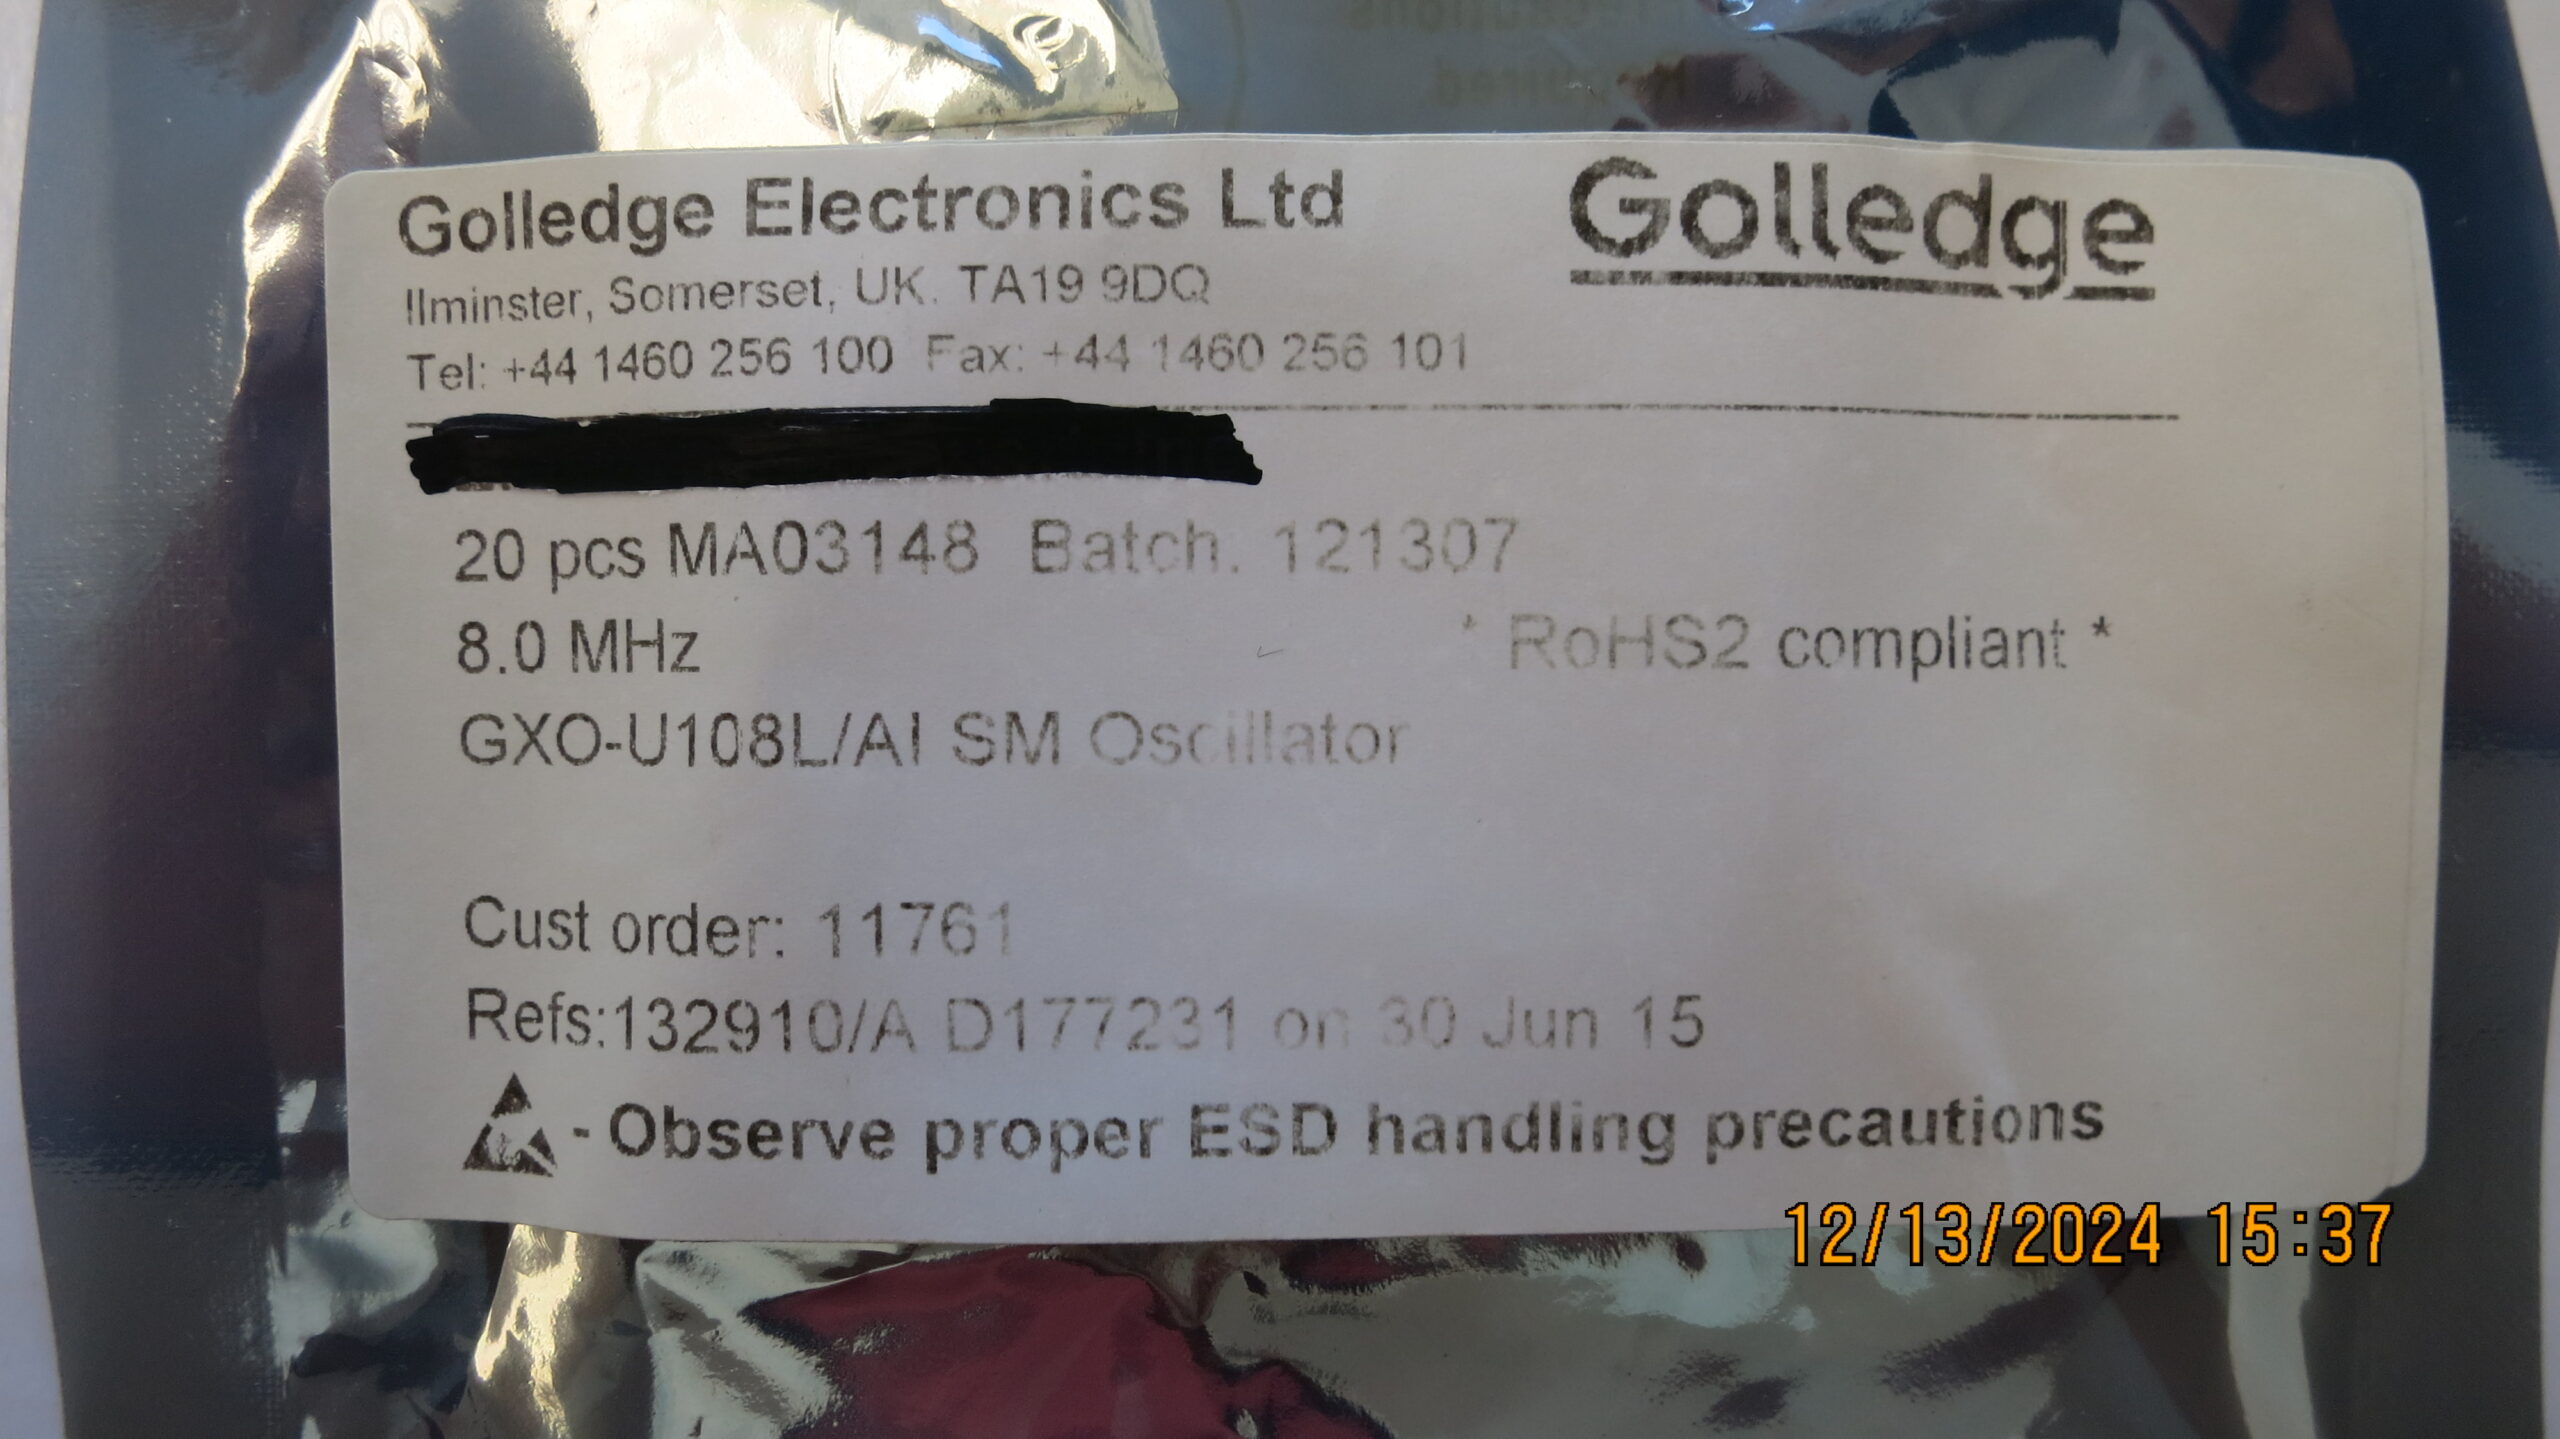 Golledge Electronics Ltd
Golledge
Ilminster, Somerset, UK. TA19 9DQ
Tel: +44 1460 256 100 Fax: +44 1460 256 101
20 pcs MA03148 Batch. 121307
8.0 MHz
* RoHS2 compliant *
GXO-U108L/AI SM Oscillator
Cust order: 11761
Refs:132910/A D177231 on 30 Jun 15
- Observe proper ESD handling precautions
12/13/2024 15:37